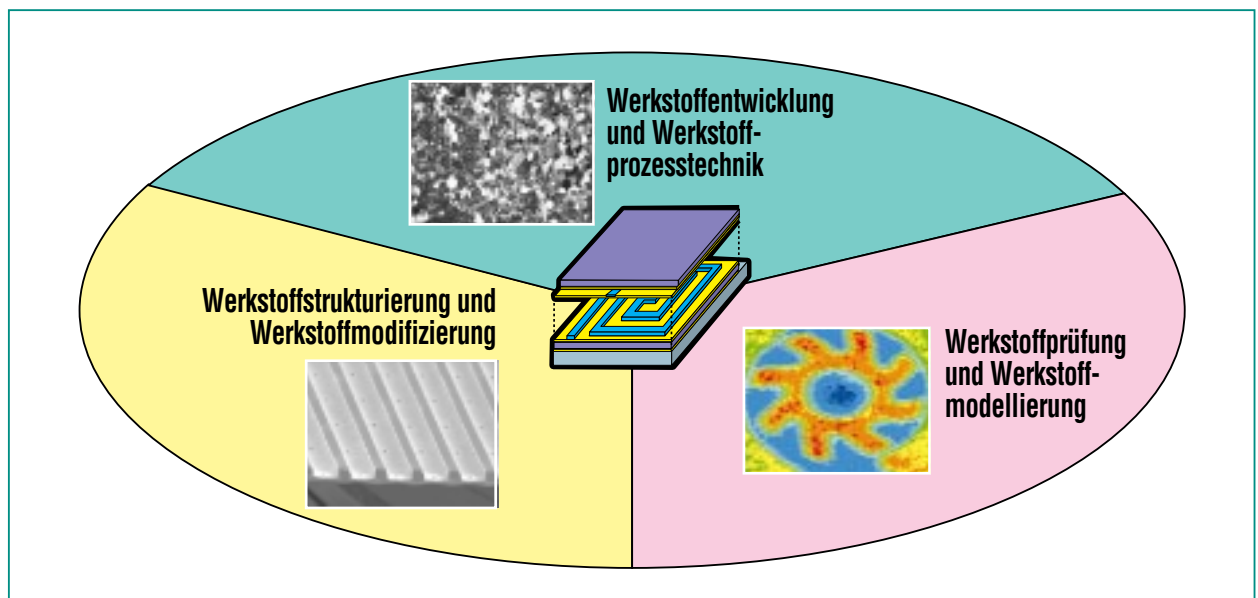 Werkstoffentwicklung
und Werkstoff-
prozesstechnik
Werkstoffstrukturierung und
Werkstoffmodifizierung
Werkstoffprüfung
und Werkstoff-
modellierung